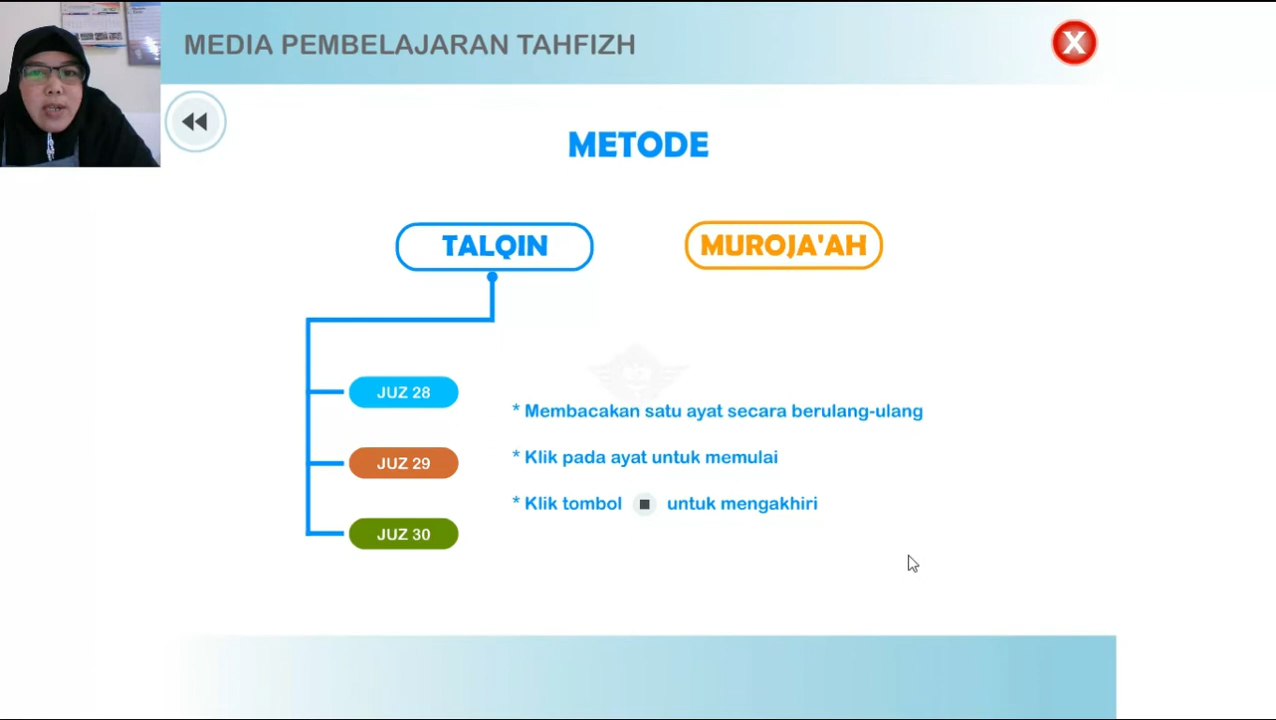 MEDIA PEMBELAJARAN TAHFIZH
X
METODE
TALQIN
MUROJA'AH
JUZ 28
* Membacakan satu ayat secara berulang-ulang
JUZ 29
* Klik pada ayat untuk memulai
* Klik tombol untuk mengakhiri
JUZ 30